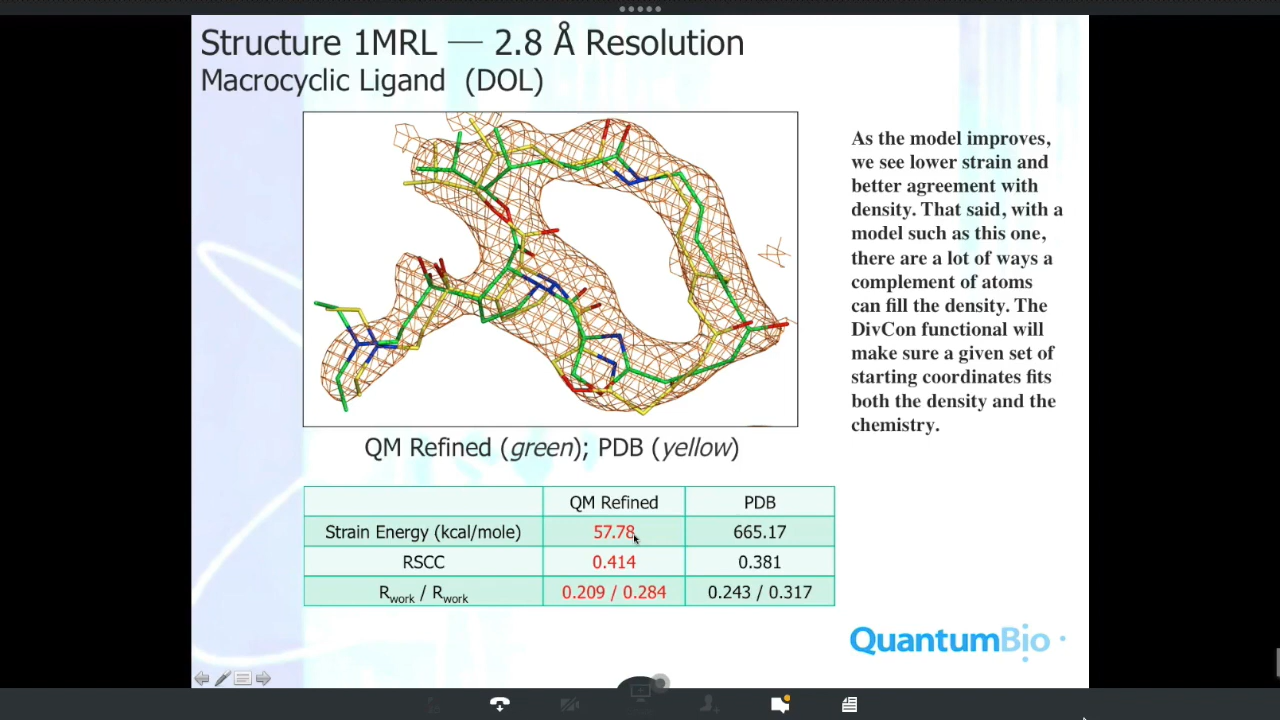 Structure 1MRL — 2.8 Å Resolution
Macrocyclic Ligand (DOL)
As the model improves,
we see lower strain and
better agreement with
density. That said, with a
model such as this one,
there are a lot of ways a
complement of atoms
can fill the density. The
DivCon functional will
make sure a given set of
starting coordinates fits
both the density and the
chemistry.
QM Refined (green); PDB (yellow)
QM Refined PDB
Strain Energy (kcal/mole) 57.78 665.17
RSCC 0.414 0.381
Rwork / Rwork 0.209 / 0.284 0.243 / 0.317
QuantumBio